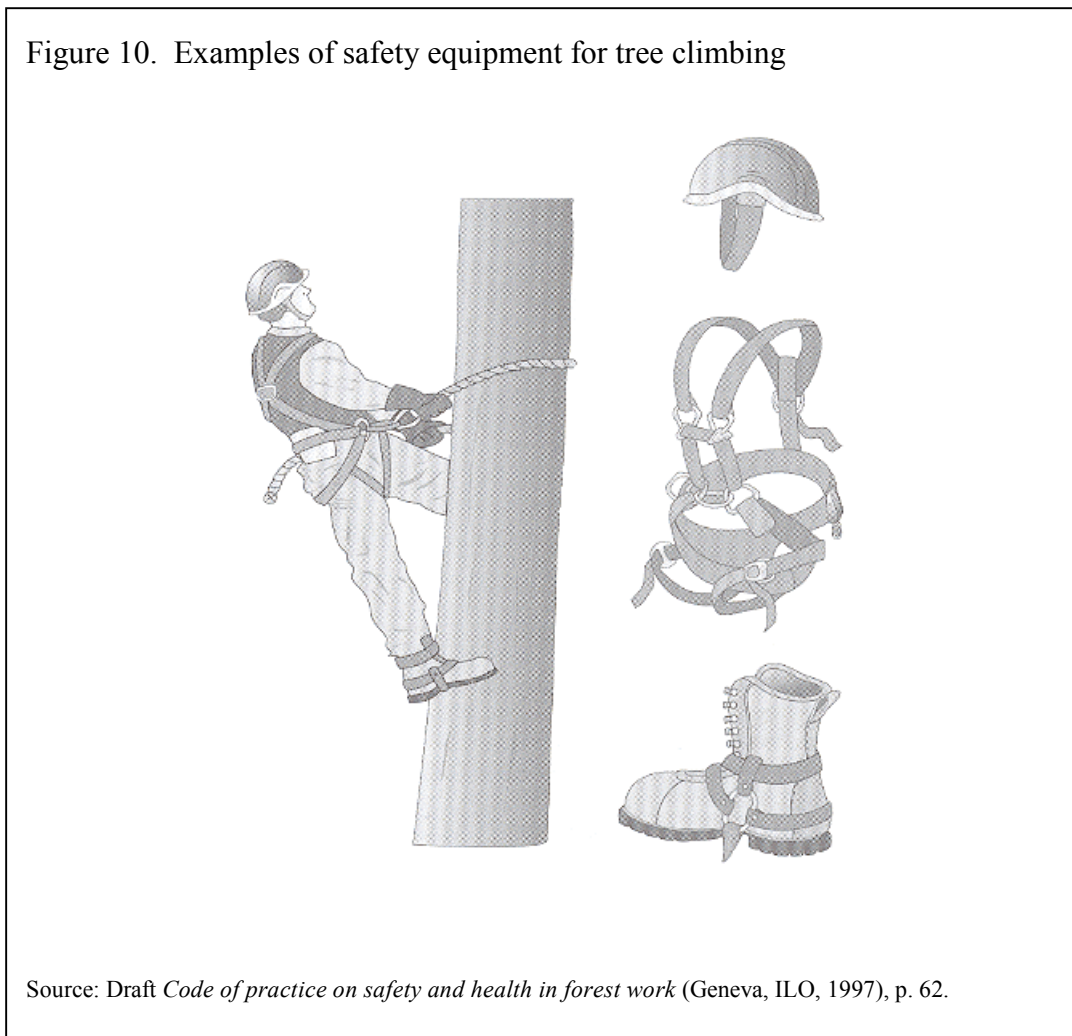 Figure 10.  Examples of safety equipment for tree climbing
Source: Draft Code of practice on safety and health in forest work (Geneva, ILO, 1997), p. 62.